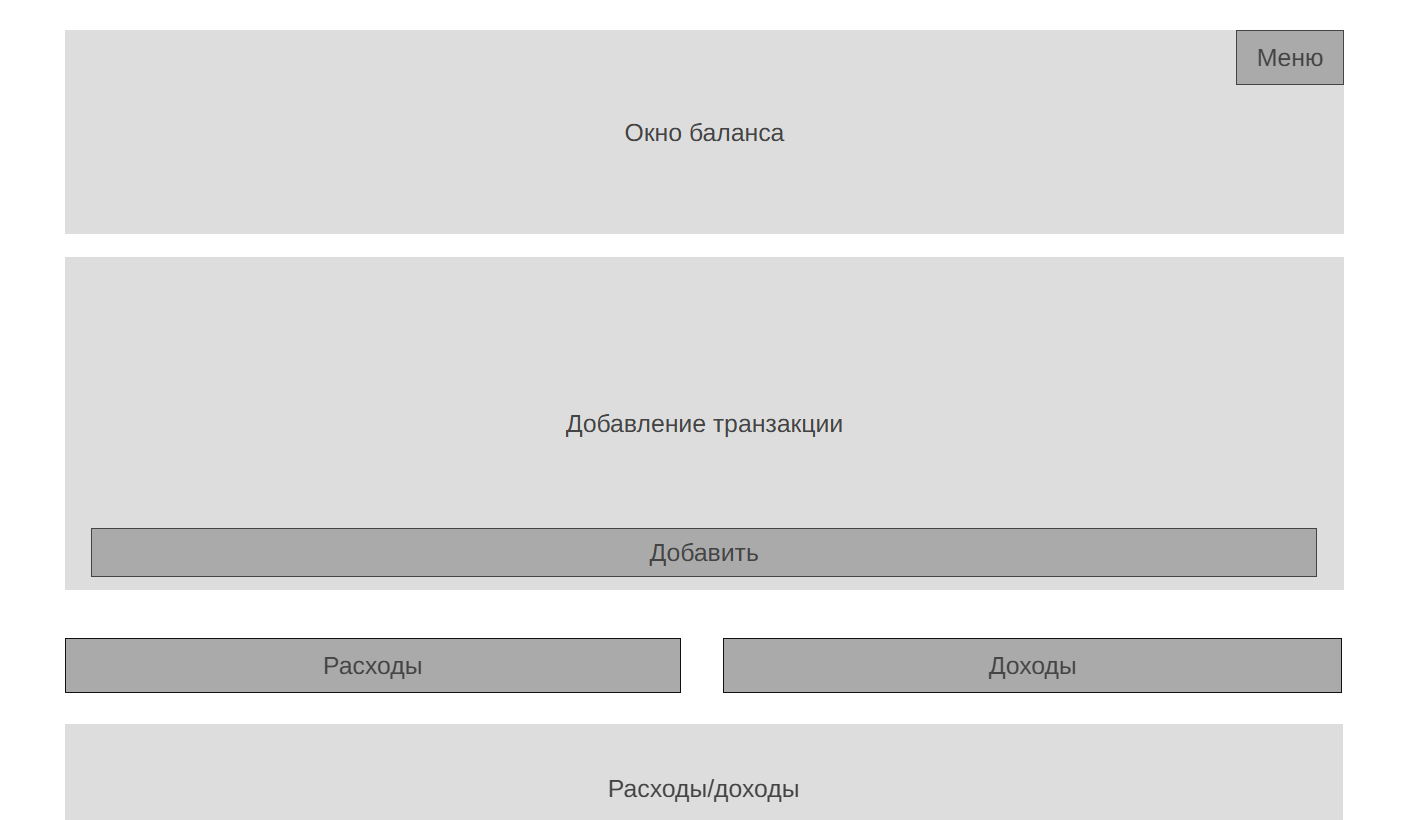 Меню
Окно баланса
Добавление транзакции
Добавить
Расходы
Доходы
Расходы/доходы